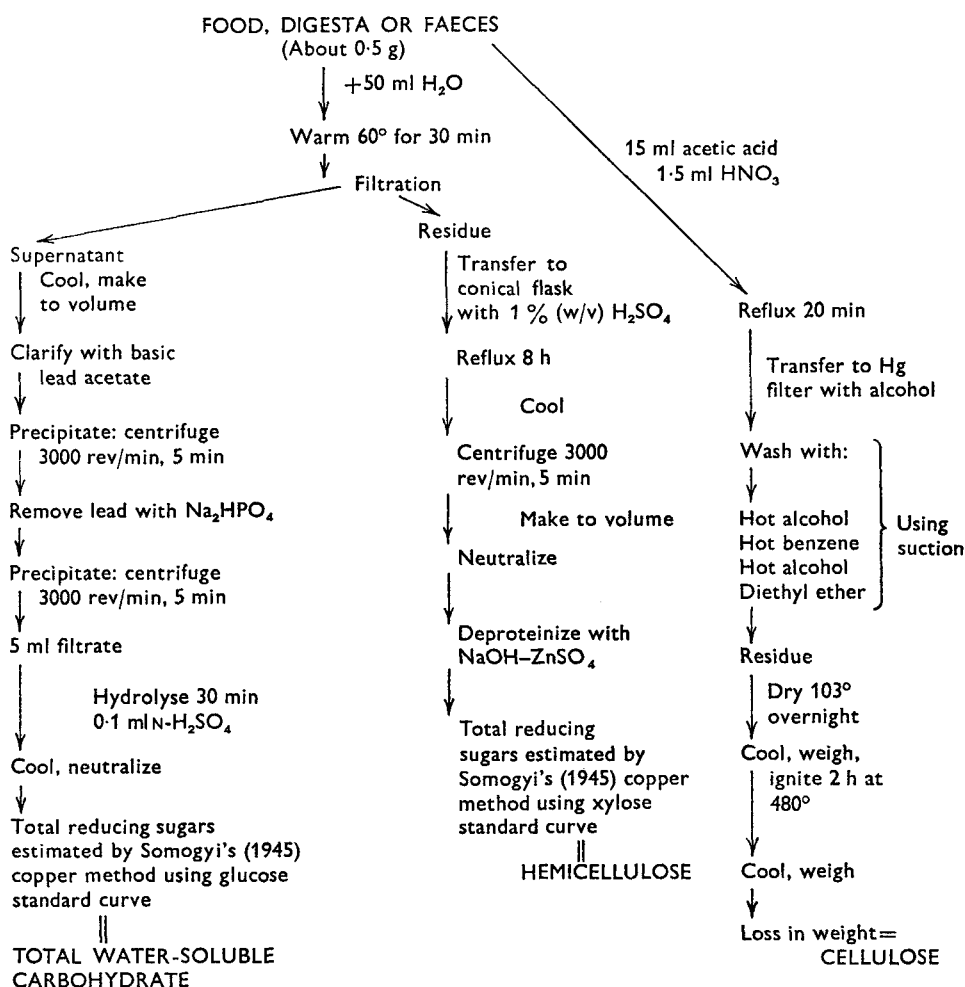 FOOD, DIGESTA OR FAECES
(About 0·5 g)
+50 ml H₂O
Warm 60° for 30 min
Filtration
15 ml acetic acid
1·5 ml HNO₃
Supernatant
Cool, make
to volume
Clarify with basic
lead acetate
Precipitate: centrifuge
3000 rev/min, 5 min
Remove lead with Na₂HPO₄
Precipitate: centrifuge
3000 rev/min, 5 min
5 ml filtrate
Hydrolyse 30 min
0·1 ml N-H₂SO₄
Cool, neutralize
Total reducing sugars
estimated by Somogyi's (1945)
copper method using glucose
standard curve
||
TOTAL WATER-SOLUBLE
CARBOHYDRATE
Residue
Transfer to
conical flask
with 1 % (w/v) H₂SO₄
Reflux 8 h
Cool
Centrifuge 3000
rev/min, 5 min
Make to volume
Neutralize
Deproteinize with
NaOH–ZnSO₄
Total reducing
sugars estimated by
Somogyi's (1945) copper
method using xylose
standard curve
||
HEMICELLULOSE
Reflux 20 min
Transfer to Hg
filter with alcohol
Wash with:
Hot alcohol
Hot benzene
Hot alcohol
Diethyl ether
Using
suction
Residue
Dry 103°
overnight
Cool, weigh,
ignite 2 h at
480°
Cool, weigh
Loss in weight=
CELLULOSE